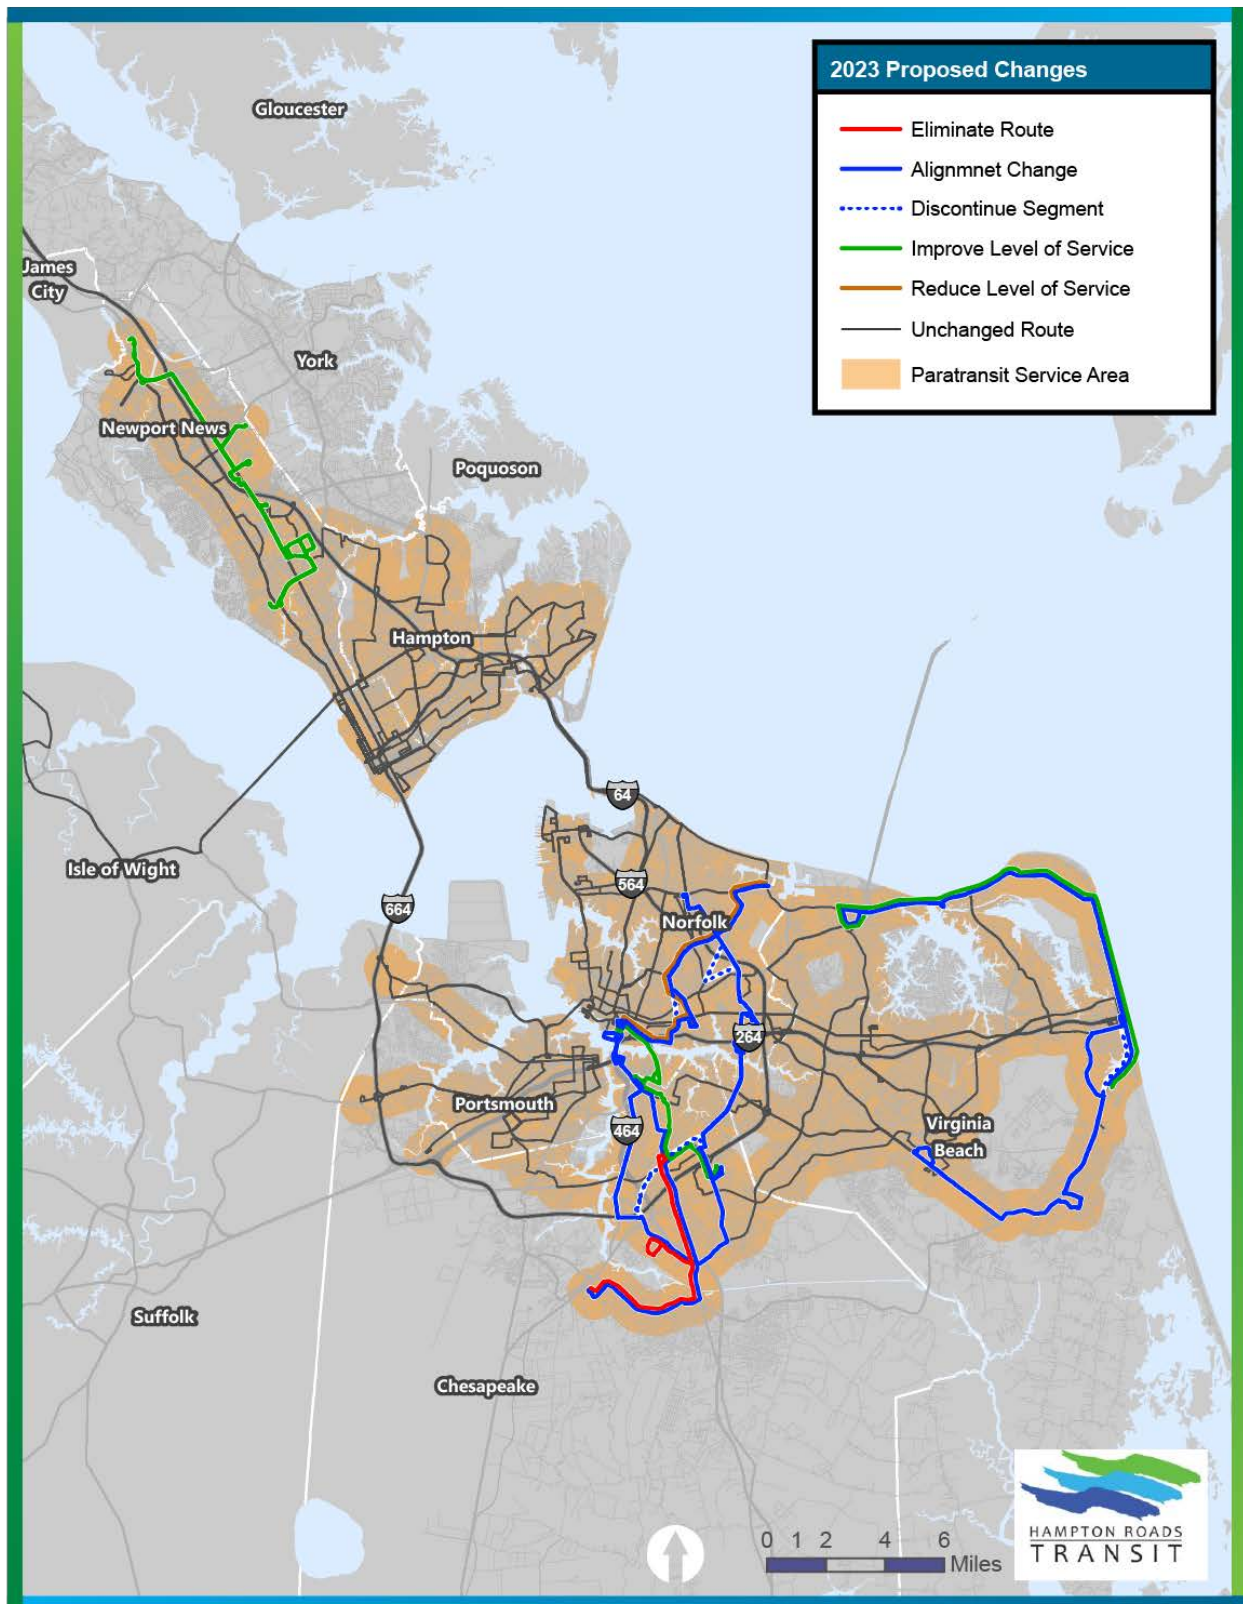 2023 Proposed Changes
Eliminate Route
Alignmnet Change
Discontinue Segment
Improve Level of Service
Reduce Level of Service
Unchanged Route
Paratransit Service Area
Gloucester
James
City
York
Newport News
Poquoson
Hampton
64
Isle of Wight
564
664
Norfolk
264
Portsmouth
464
Virginia
Beach
Suffolk
Chesapeake
0 1 2 4 6
Miles
HAMPTON ROADS
TRANSIT